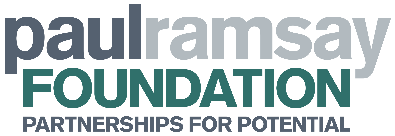 paulramsay
FOUNDATION
PARTNERSHIPS FOR POTENTIAL